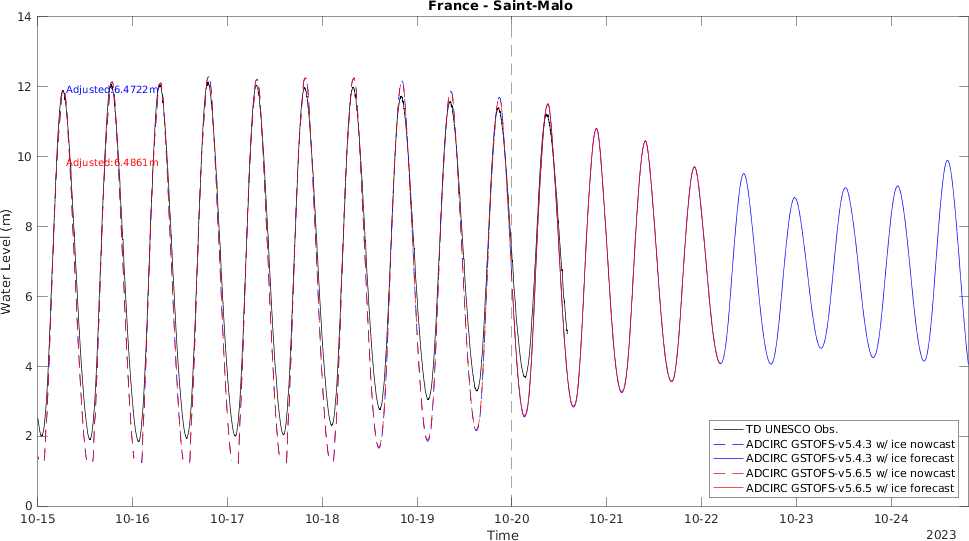 France - Saint-Malo
14
12
10
8
6
4
2
0
Water Level (m)
Adjusted:6.4722m
Adjusted:6.4861m
TD UNESCO Obs.
ADCIRC GSTOFS-v5.4.3 w/ ice nowcast
ADCIRC GSTOFS-v5.4.3 w/ ice forecast
ADCIRC GSTOFS-v5.6.5 w/ ice nowcast
ADCIRC GSTOFS-v5.6.5 w/ ice forecast
10-15 10-16 10-17 10-18 10-19 10-20 10-21 10-22 10-23 10-24
Time
2023